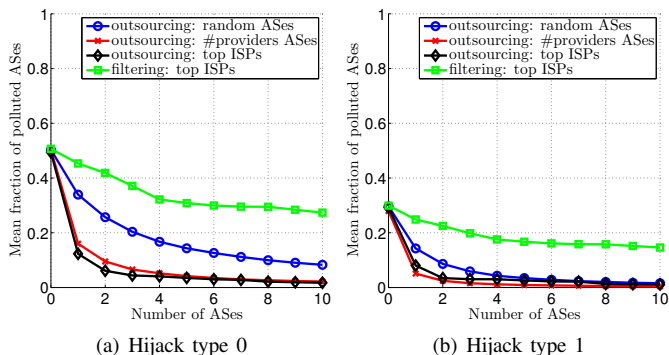 outsourcing: random ASes
outsourcing: #providers ASes
outsourcing: top ISPs
filtering: top ISPs
Mean fraction of polluted ASes
1
0.8
0.6
0.4
0.2
0
0 2 4 6 8 10
Number of ASes
(a) Hijack type 0
outsourcing: random ASes
outsourcing: #providers ASes
outsourcing: top ISPs
filtering: top ISPs
Mean fraction of polluted ASes
1
0.8
0.6
0.4
0.2
0
0 2 4 6 8 10
Number of ASes
(b) Hijack type 1